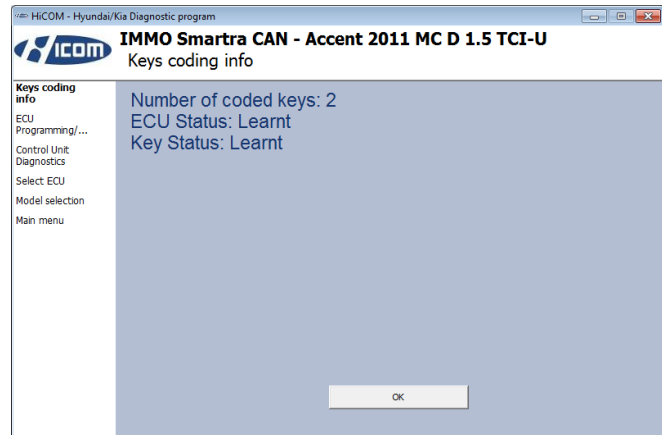 HiCOM - Hyundai/Kia Diagnostic program
Hicom
IMMO Smartra CAN - Accent 2011 MC D 1.5 TCI-U
Keys coding info
Keys coding
info
ECU
Programming/...
Control Unit
Diagnostics
Select ECU
Model selection
Main menu
Number of coded keys: 2
ECU Status: Learnt
Key Status: Learnt
OK